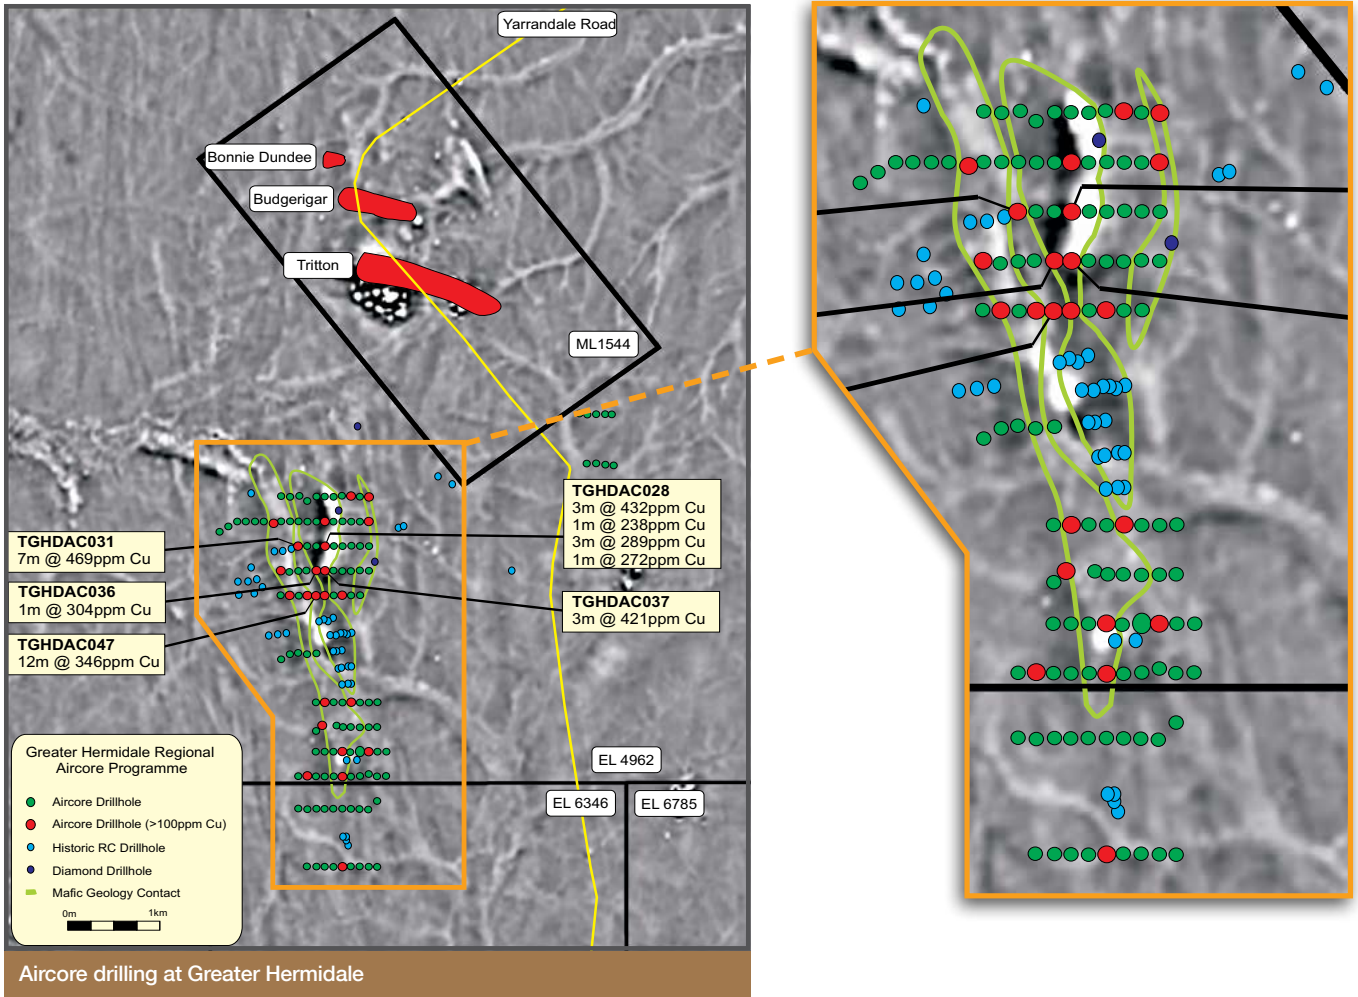 Yarrandale Road
Bonnie Dundee
Budgerigar
Tritton
ML1544
TGHDAC028
3m @ 432ppm Cu
1m @ 238ppm Cu
3m @ 289ppm Cu
1m @ 272ppm Cu
TGHDAC031
7m @ 469ppm Cu
TGHDAC036
1m @ 304ppm Cu
TGHDAC037
3m @ 421ppm Cu
TGHDAC047
12m @ 346ppm Cu
EL 4962
EL 6346
EL 6785
Greater Hermidale Regional
Aircore Programme
Aircore Drillhole
Aircore Drillhole (>100ppm Cu)
Historic RC Drillhole
Diamond Drillhole
Mafic Geology Contact
0m 1km
Aircore drilling at Greater Hermidale